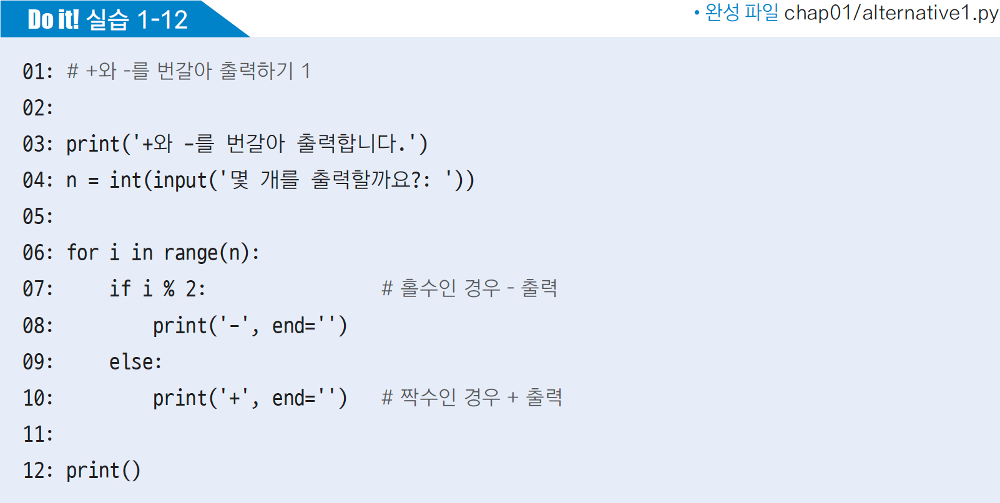 Do it! 실습 1-12
• 완성 파일 chap01/alternative1.py
01: # +와 -를 번갈아 출력하기 1
02:
03: print('+와 -를 번갈아 출력합니다.')
04: n = int(input('몇 개를 출력할까요?: '))
05:
06: for i in range(n):
07:     if i % 2:                # 홀수인 경우 - 출력
08:         print('-', end='')
09:     else:
10:         print('+', end='')   # 짝수인 경우 + 출력
11:
12: print()